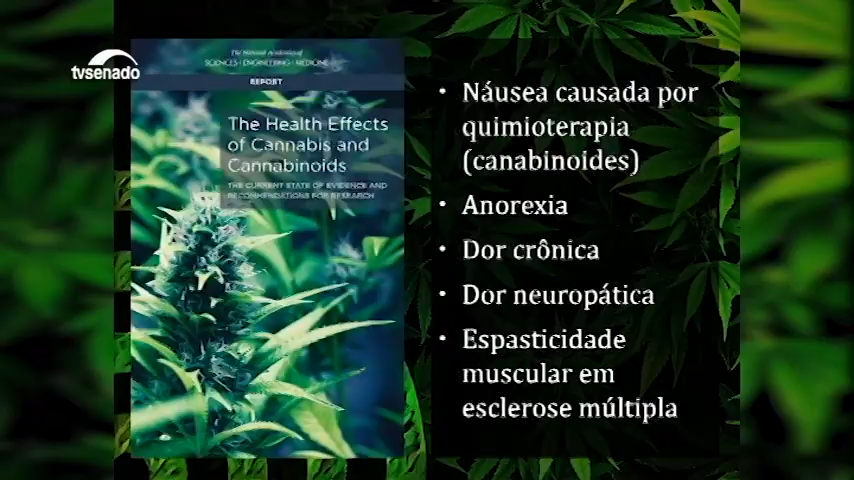 tvsenado
The National Academies of
SCIENCES • ENGINEERING • MEDICINE
REPORT
The Health Effects
of Cannabis and
Cannabinoids
THE CURRENT STATE OF EVIDENCE AND
RECOMMENDATIONS FOR RESEARCH
• Náusea causada por
quimioterapia
(canabinoides)
• Anorexia
• Dor crônica
• Dor neuropática
• Espasticidade
muscular em
esclerose múltipla